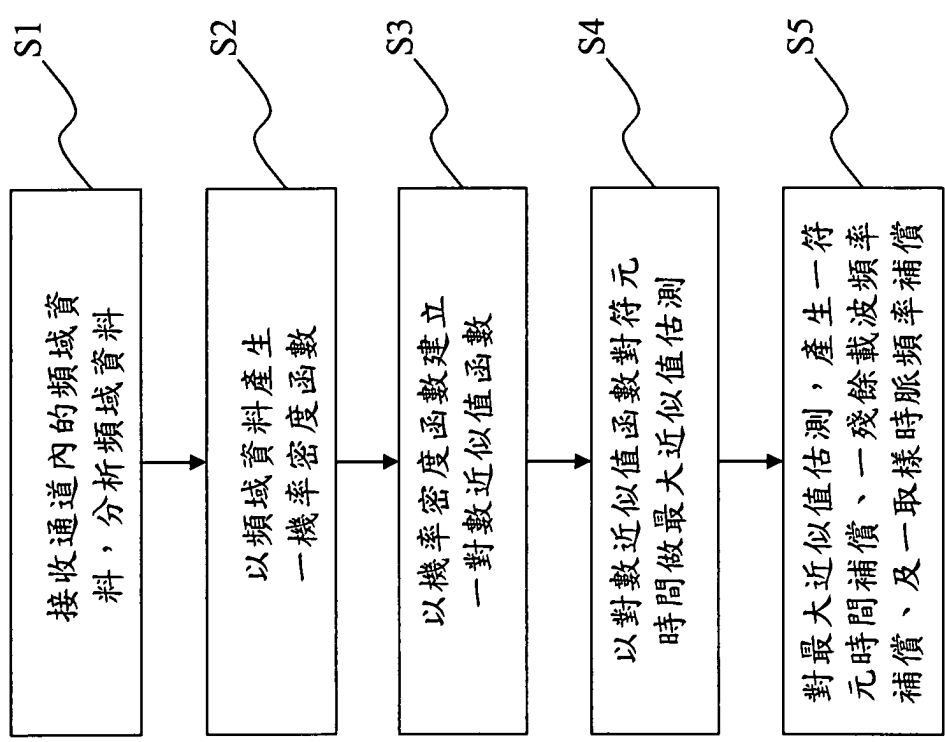 S1
接收通道內的頻域資
料，分析頻域資料
S2
以頻域資料產生
一機率密度函數
S3
以機率密度函數建立
一對數近似值函數
S4
以對數近似值函數對符元
時間做最大近似值估測
S5
對最大近似值估測，產生一符
元時間補償、一殘餘載波頻率
補償、及一取樣時脈頻率補償